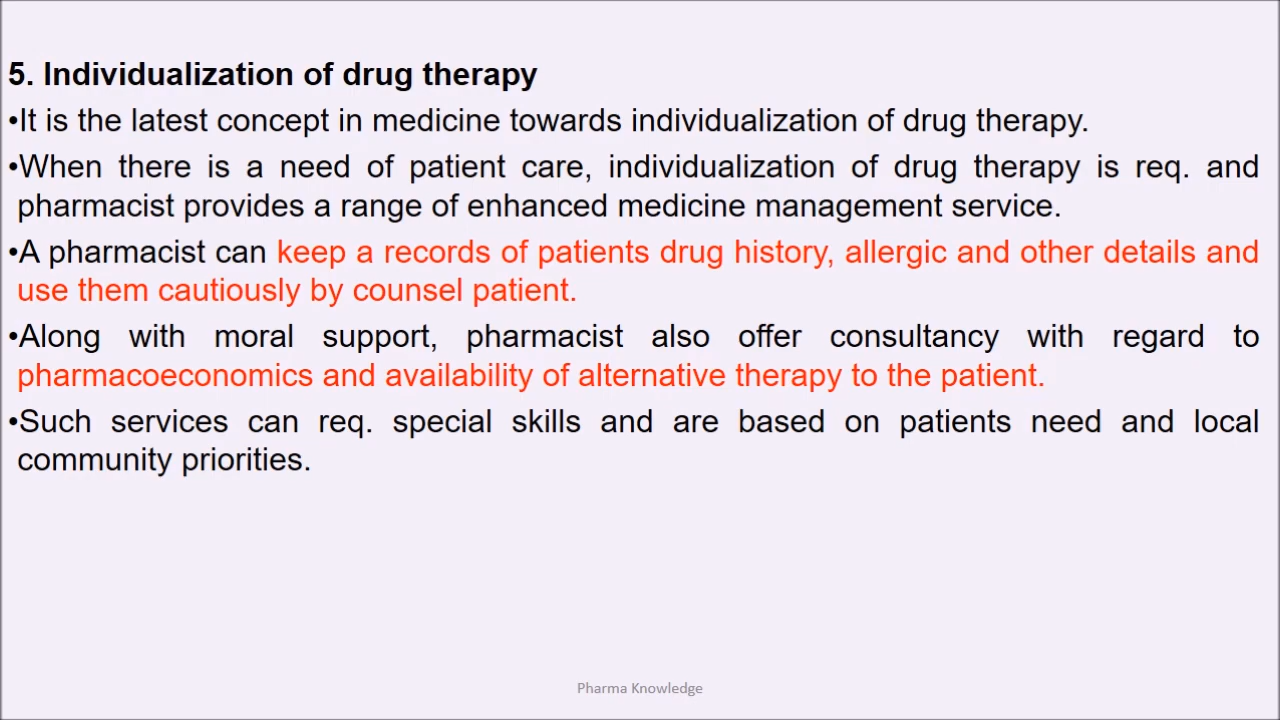 5. Individualization of drug therapy
•It is the latest concept in medicine towards individualization of drug therapy.
•When there is a need of patient care, individualization of drug therapy is req. and
pharmacist provides a range of enhanced medicine management service.
•A pharmacist can keep a records of patients drug history, allergic and other details and
use them cautiously by counsel patient.
•Along with moral support, pharmacist also offer consultancy with regard to
pharmacoeconomics and availability of alternative therapy to the patient.
•Such services can req. special skills and are based on patients need and local
community priorities.
Pharma Knowledge